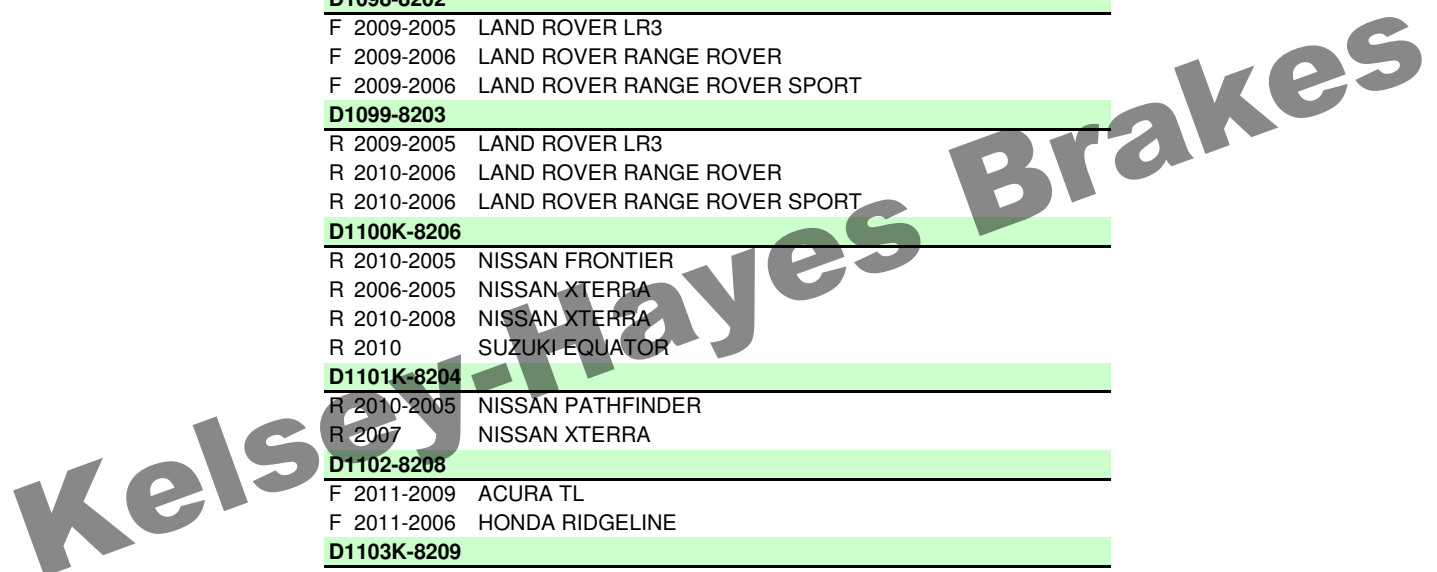 D1098-8202
F 2009-2005 LAND ROVER LR3
F 2009-2006 LAND ROVER RANGE ROVER
F 2009-2006 LAND ROVER RANGE ROVER SPORT
D1099-8203
R 2009-2005 LAND ROVER LR3
R 2010-2006 LAND ROVER RANGE ROVER
R 2010-2006 LAND ROVER RANGE ROVER SPORT
D1100K-8206
R 2010-2005 NISSAN FRONTIER
R 2006-2005 NISSAN XTERRA
R 2010-2008 NISSAN XTERRA
R 2010 SUZUKI EQUATOR
D1101K-8204
R 2010-2005 NISSAN PATHFINDER
R 2007 NISSAN XTERRA
D1102-8208
F 2011-2009 ACURA TL
F 2011-2006 HONDA RIDGELINE
D1103K-8209
Kelsey-Hayes Brakes